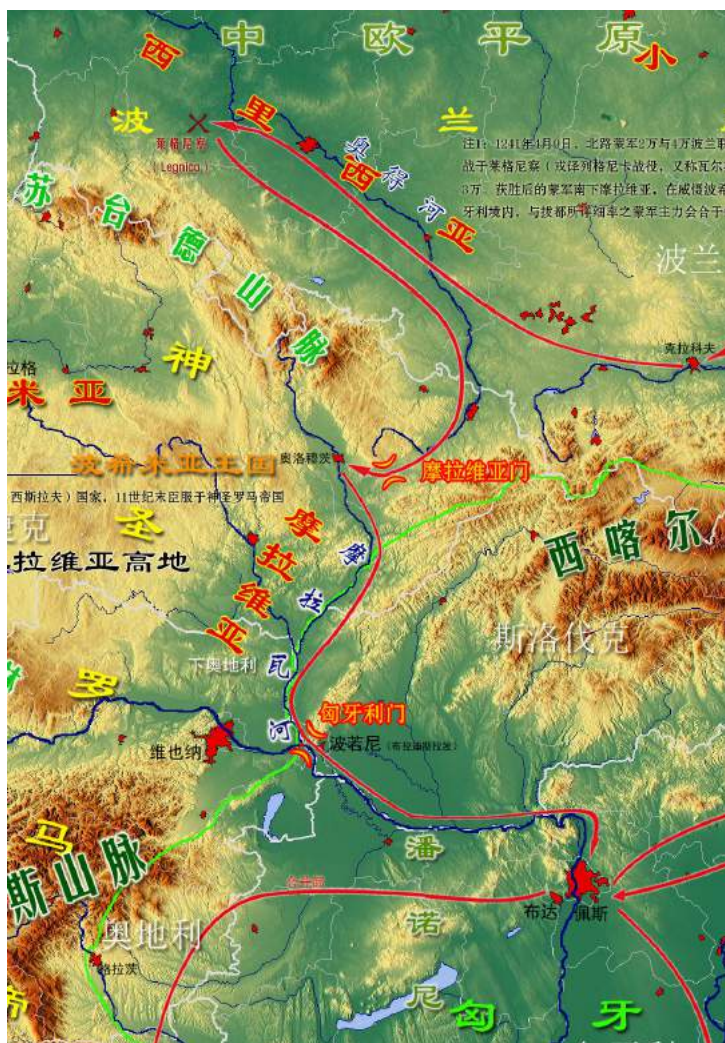 中欧平原
小
西里西亚
波兰
莱格尼察
(Legnica)
奥得河
注1：1241年4月9日，北路蒙军2万与4万波兰联
战于莱格尼察（或译列格尼卡战役，又称瓦尔
3万。获胜后的蒙军南下摩拉维亚，在威慑波希
牙利境内，与拔都所
之蒙军主力会合于
苏台德山脉
波兰
克拉科夫
拉格
米亚
神
波希米亚王国
奥洛穆茨
摩拉维亚门
西斯拉夫）国家，11世纪末臣服于神圣罗马帝国
捷克
圣
拉维亚高地
摩拉维亚
摩拉瓦河
西喀尔
斯洛伐克
下奥地利
罗
匈牙利门
维也纳
波若尼
马
斯山脉
潘诺尼
布达 佩斯
奥地利
格拉茨
帝
匈牙